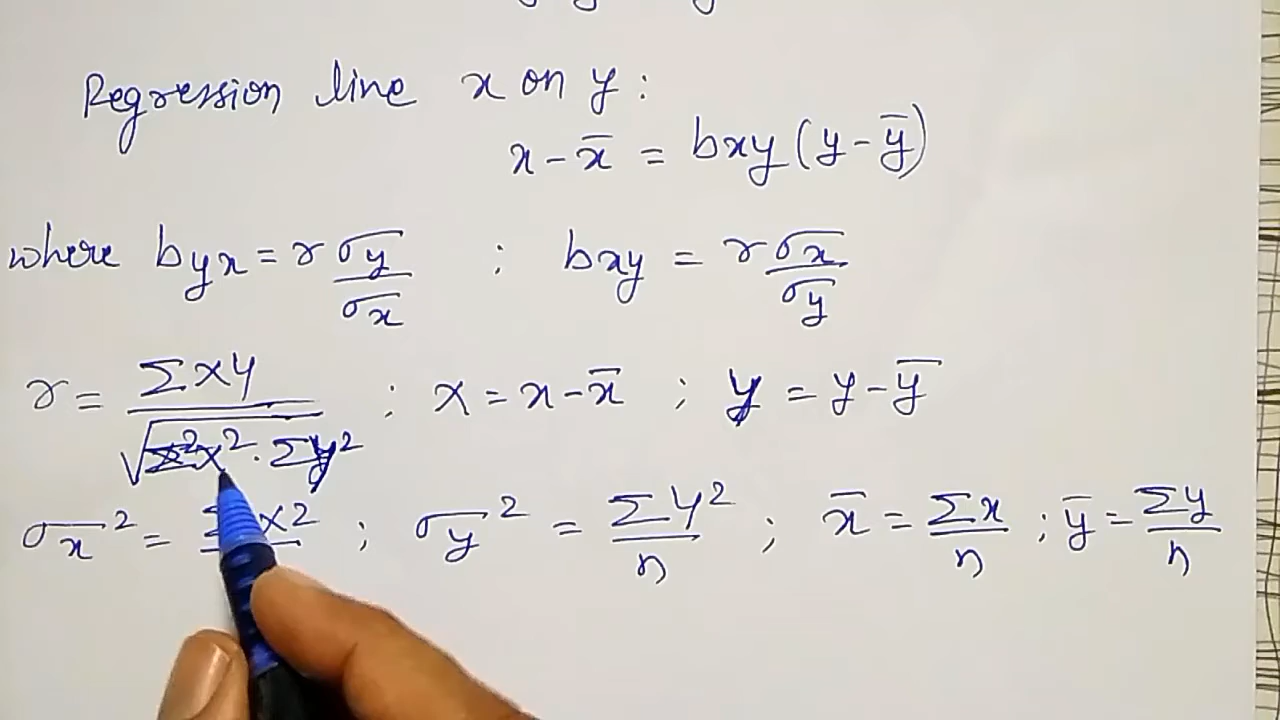 Regression line x on y :
x - x̄ = bxy (y - ȳ)
where byx = r σy / σx ; bxy = r σx / σy
r = ΣXY / √ΣX² · ΣY² ; X = x - x̄ ; Y = y - ȳ
σx² = X2 ; σy² = ΣY² / n ; x̄ = Σx / n ; ȳ = Σy / n